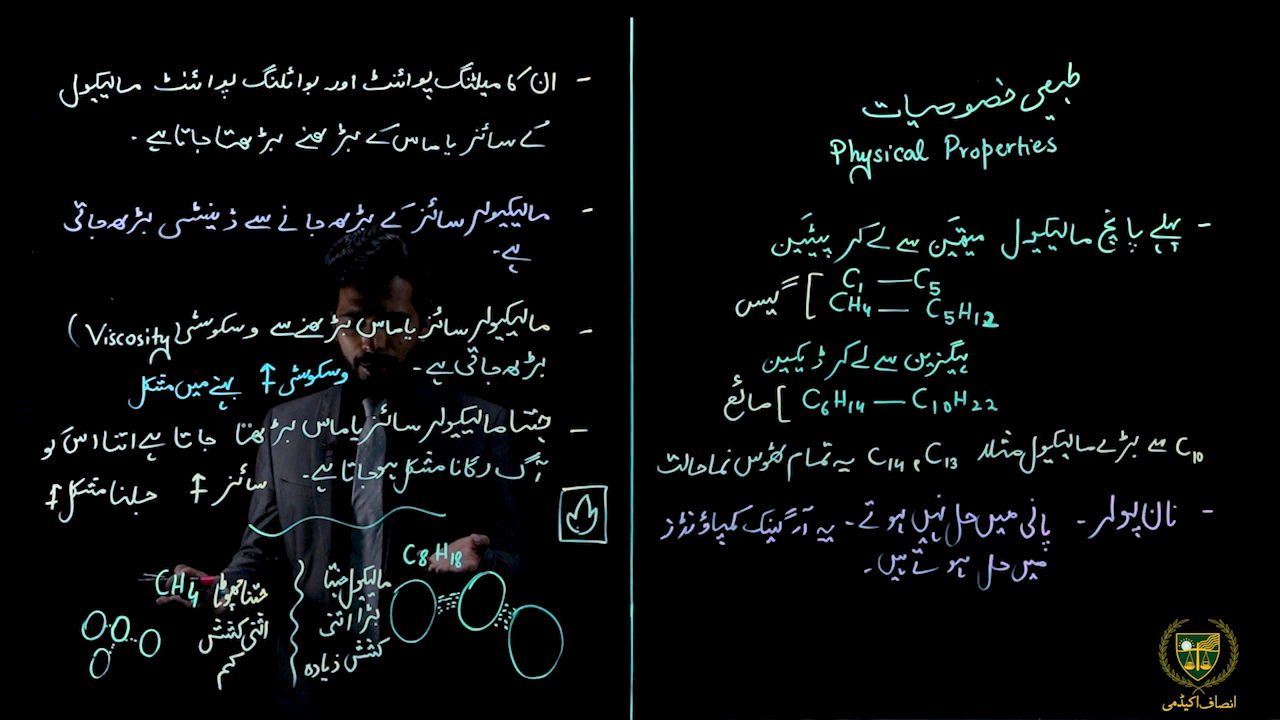 طبعی خصوصیات
Physical Properties
- پہلے پانچ مالیکیول میتھین سے لے کر پینٹین
C₁ — C₅
CH₄ — C₅H₁₂ ] گیس
ہیگزین سے لے کر ڈیکین
C₆H₁₄ — C₁₀H₂₂ ] مائع
C₁₀ سے بڑے مالیکیول مثلاً C₁₃ و C₁₄ یہ تمام ٹھوس نما حالت
- نان پولر - پانی میں حل نہیں ہوتے - یہ آرگینک کمپاؤنڈز
میں حل ہوتے ہیں -
- ان کا میلٹنگ پوائنٹ اور بوائلنگ پوائنٹ مالیکیول
کے سائز یا ماس کے بڑھنے بڑھتا جاتا ہے -
- مالیکیولر سائز کے بڑھ جانے سے ڈینسٹی بڑھ جاتی
ہے -
- مالیکیولر سائز یا ماس بڑھنے سے وسکوسٹی (Viscosity)
بڑھ جاتی ہے -
وسکوسٹی ↑ بہنے میں مشکل
- جتنا مالیکیولر سائز یا ماس بڑھتا جاتا ہے اتنا اس کو
آگ لگانا مشکل ہو جاتا ہے -
سائز ↑ جلنا مشکل ↑
C₈H₁₈
مالیکیول جتنا
بڑا اتنی
کشش زیادہ
CH₄
جتنا چھوٹا
اتنی کشش
کم
انصاف اکیڈمی